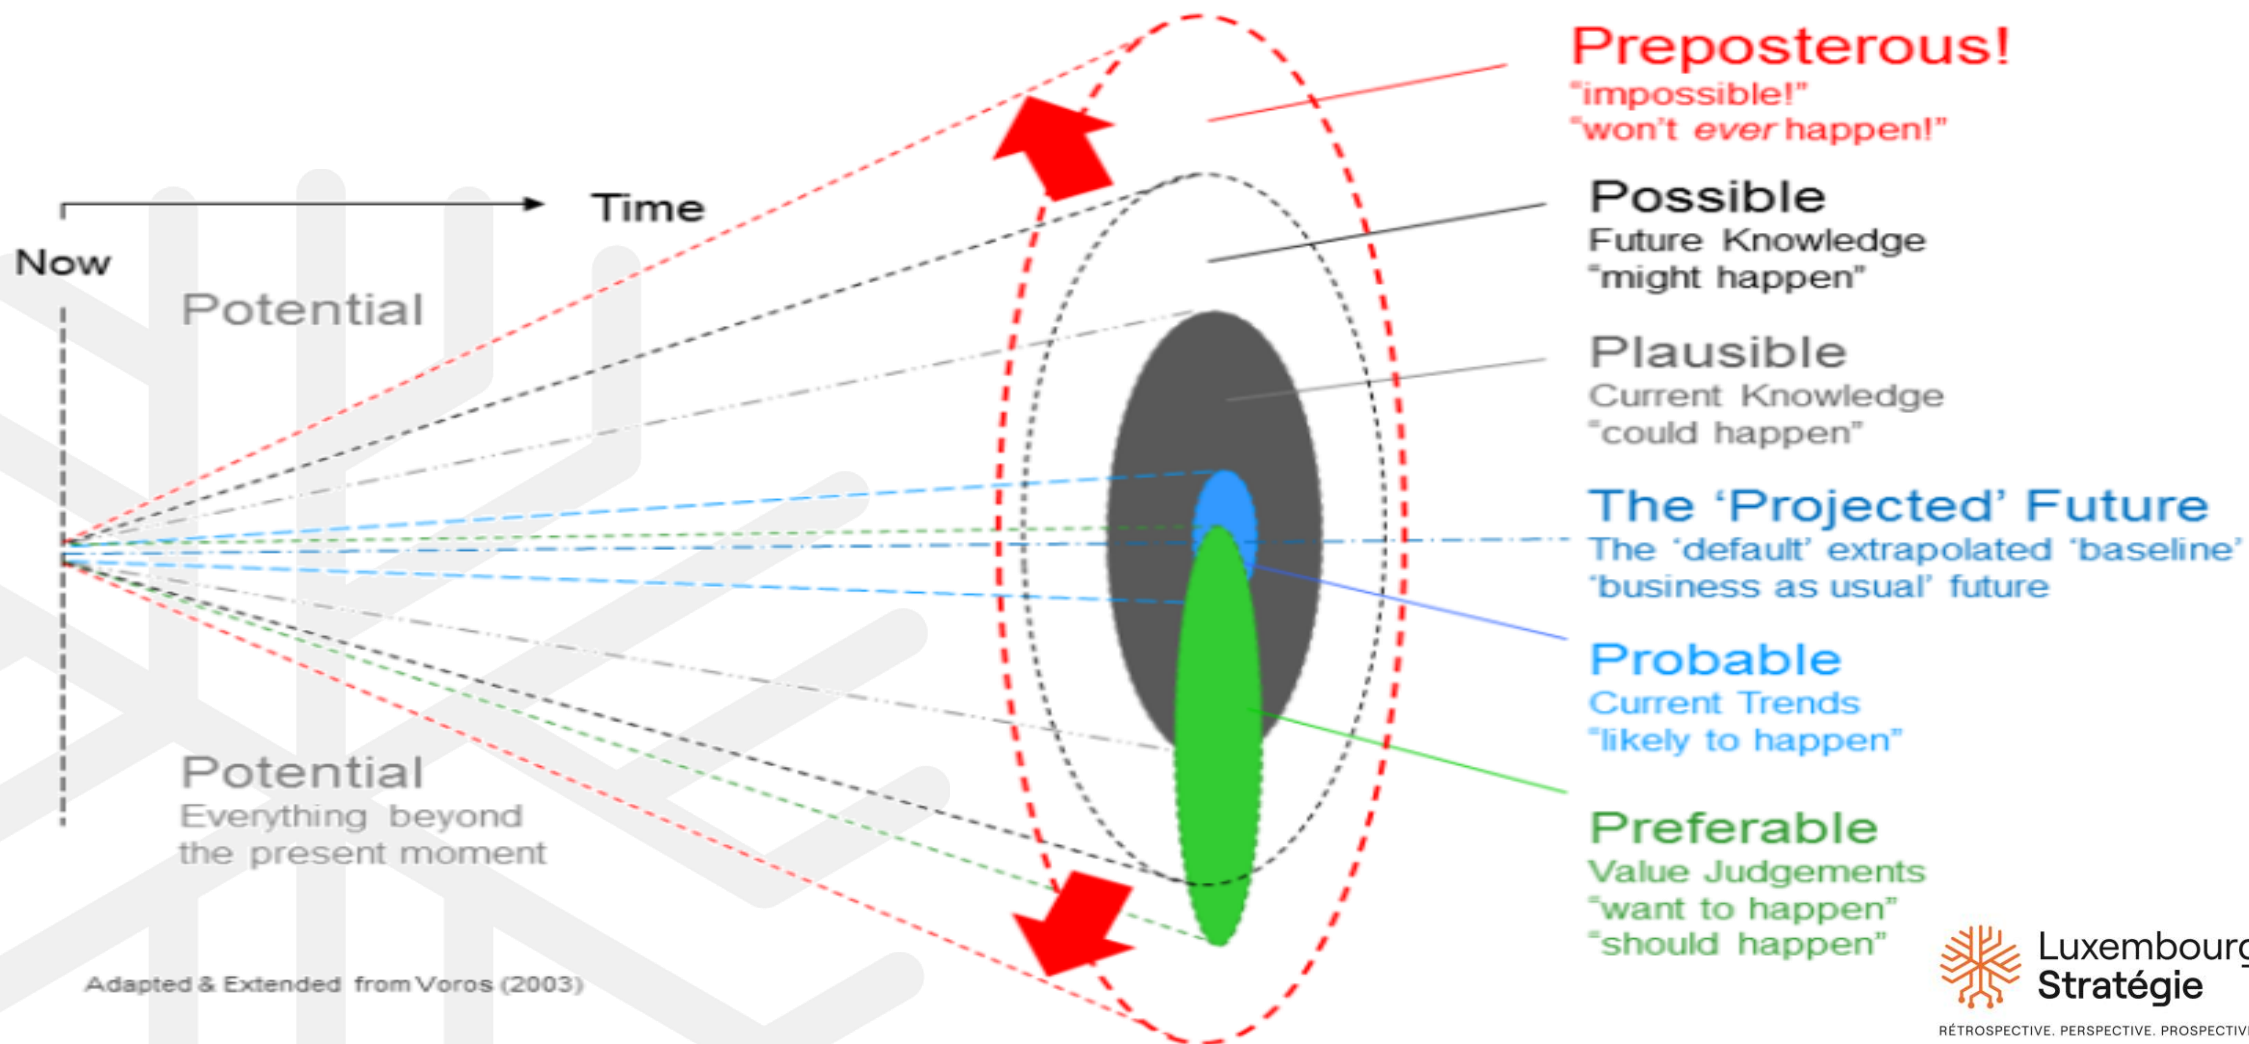 Time
Now
Potential
Potential
Everything beyond
the present moment
Adapted & Extended from Voros (2003)
Preposterous!
"impossible!"
"won't ever happen!"
Possible
Future Knowledge
"might happen"
Plausible
Current Knowledge
"could happen"
The 'Projected' Future
The 'default' extrapolated 'baseline'
'business as usual' future
Probable
Current Trends
"likely to happen"
Preferable
Value Judgements
"want to happen"
"should happen"
Luxembourg
Stratégie
RÉTROSPECTIVE. PERSPECTIVE. PROSPECTIVE